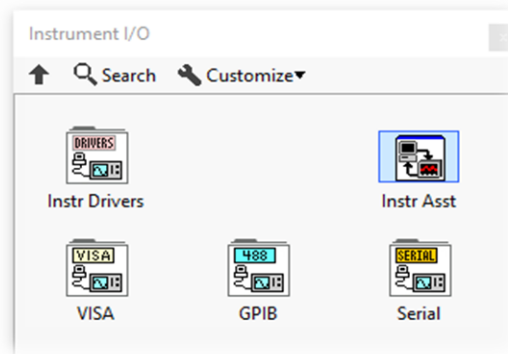 Instrument I/O
Search Customize
DRIVERS
Instr Drivers Instr Asst
VISA 488 SERIAL
VISA GPIB Serial